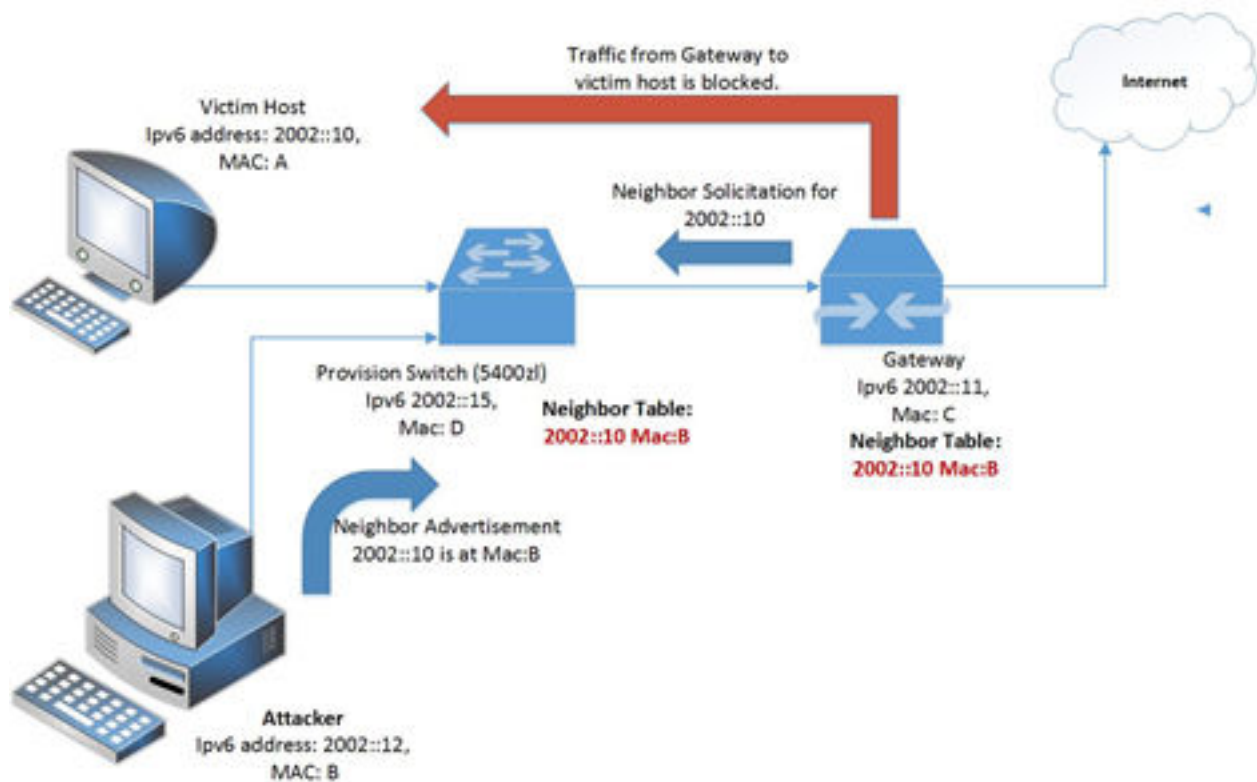 Traffic from Gateway to
victim host is blocked.
Internet
Victim Host
Ipv6 address: 2002::10,
MAC: A
Neighbor Solicitation for
2002::10
Provision Switch (5400zl)
Ipv6 2002::15,
Mac: D
Neighbor Table:
2002::10 Mac:B
Gateway
Ipv6 2002::11,
Mac: C
Neighbor Table:
2002::10 Mac:B
Neighbor Advertisement
2002::10 is at Mac:B
Attacker
Ipv6 address: 2002::12,
MAC: B